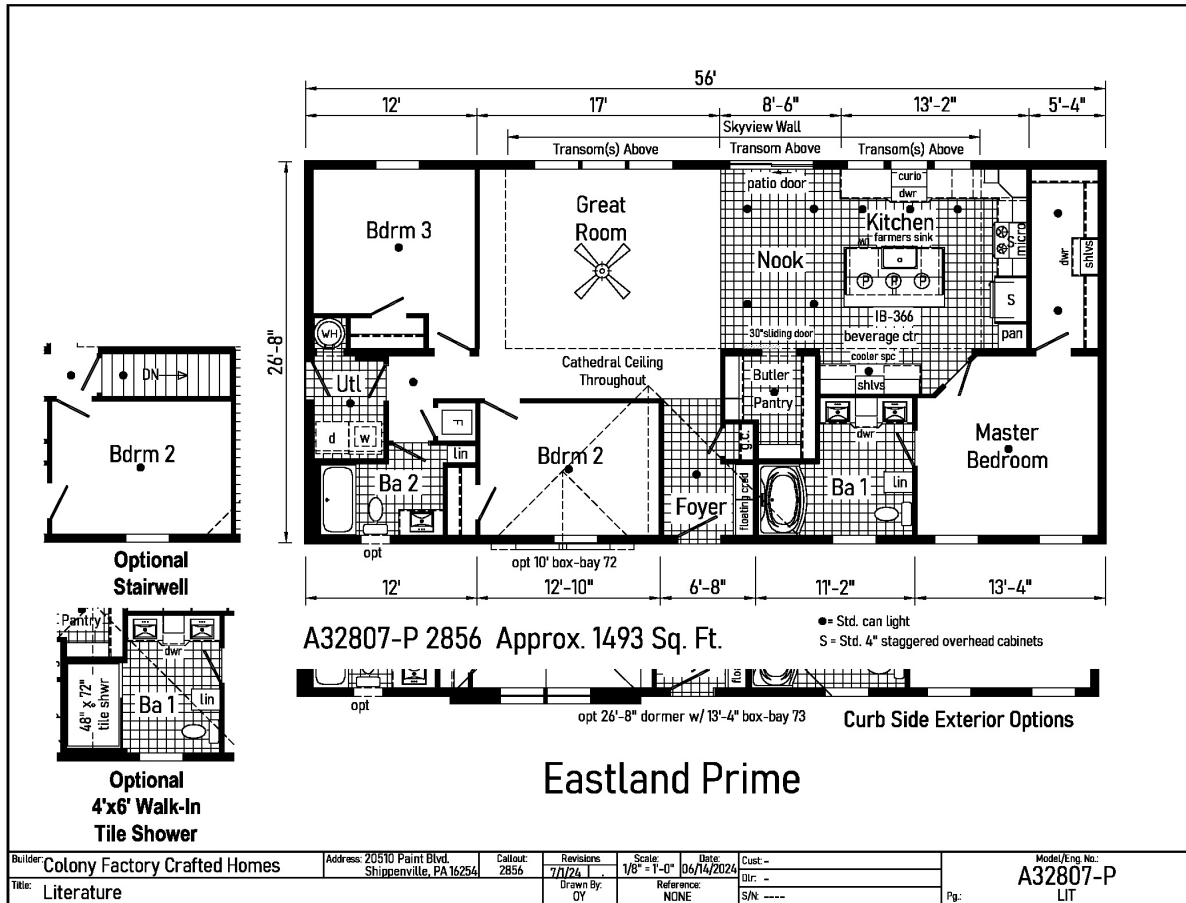 56'
12'
17'
8'-6"
13'-2"
5'-4"
Skyview Wall
Transom(s) Above
Transom Above
Transom(s) Above
26'-8"
Bdrm 3
Great
Room
patio door
curio
dwr
Kitchen
farmers sink
Nook
P
P
S
micro
S
dwr
shlvs
IB-366
beverage ctr
pan
30"sliding door
cooler spc
shlvs
WH
Utl
d
w
F
lin
Cathedral Ceiling
Throughout
Butler
Pantry
g.c.
Bdrm 2
Ba 2
Foyer
floating cred
dwr
Ba 1
lin
Master
Bedroom
opt
opt 10' box-bay 72
12'
12'-10"
6'-8"
11'-2"
13'-4"
DN
Bdrm 2
Optional
Stairwell
Pantry
dwr
48" x 72"
tile shwr
Ba 1
lin
Optional
4'x6' Walk-In
Tile Shower
A32807-P 2856 Approx. 1493 Sq. Ft.
●= Std. can light
S = Std. 4" staggered overhead cabinets
opt
opt 26'-8" dormer w/ 13'-4" box-bay 73
Curb Side Exterior Options
Eastland Prime
Builder: Colony Factory Crafted Homes
Address: 20510 Paint Blvd.
Shippenville, PA 16254
Callout:
2856
Revisions
7/1/24
Scale:
1/8" = 1'-0"
Date:
06/14/2024
Cust: -
Dlr: -
S/N: ----
Model/Eng. No.:
A32807-P
Title: Literature
Drawn By:
OY
Reference:
NONE
Pg.: LIT